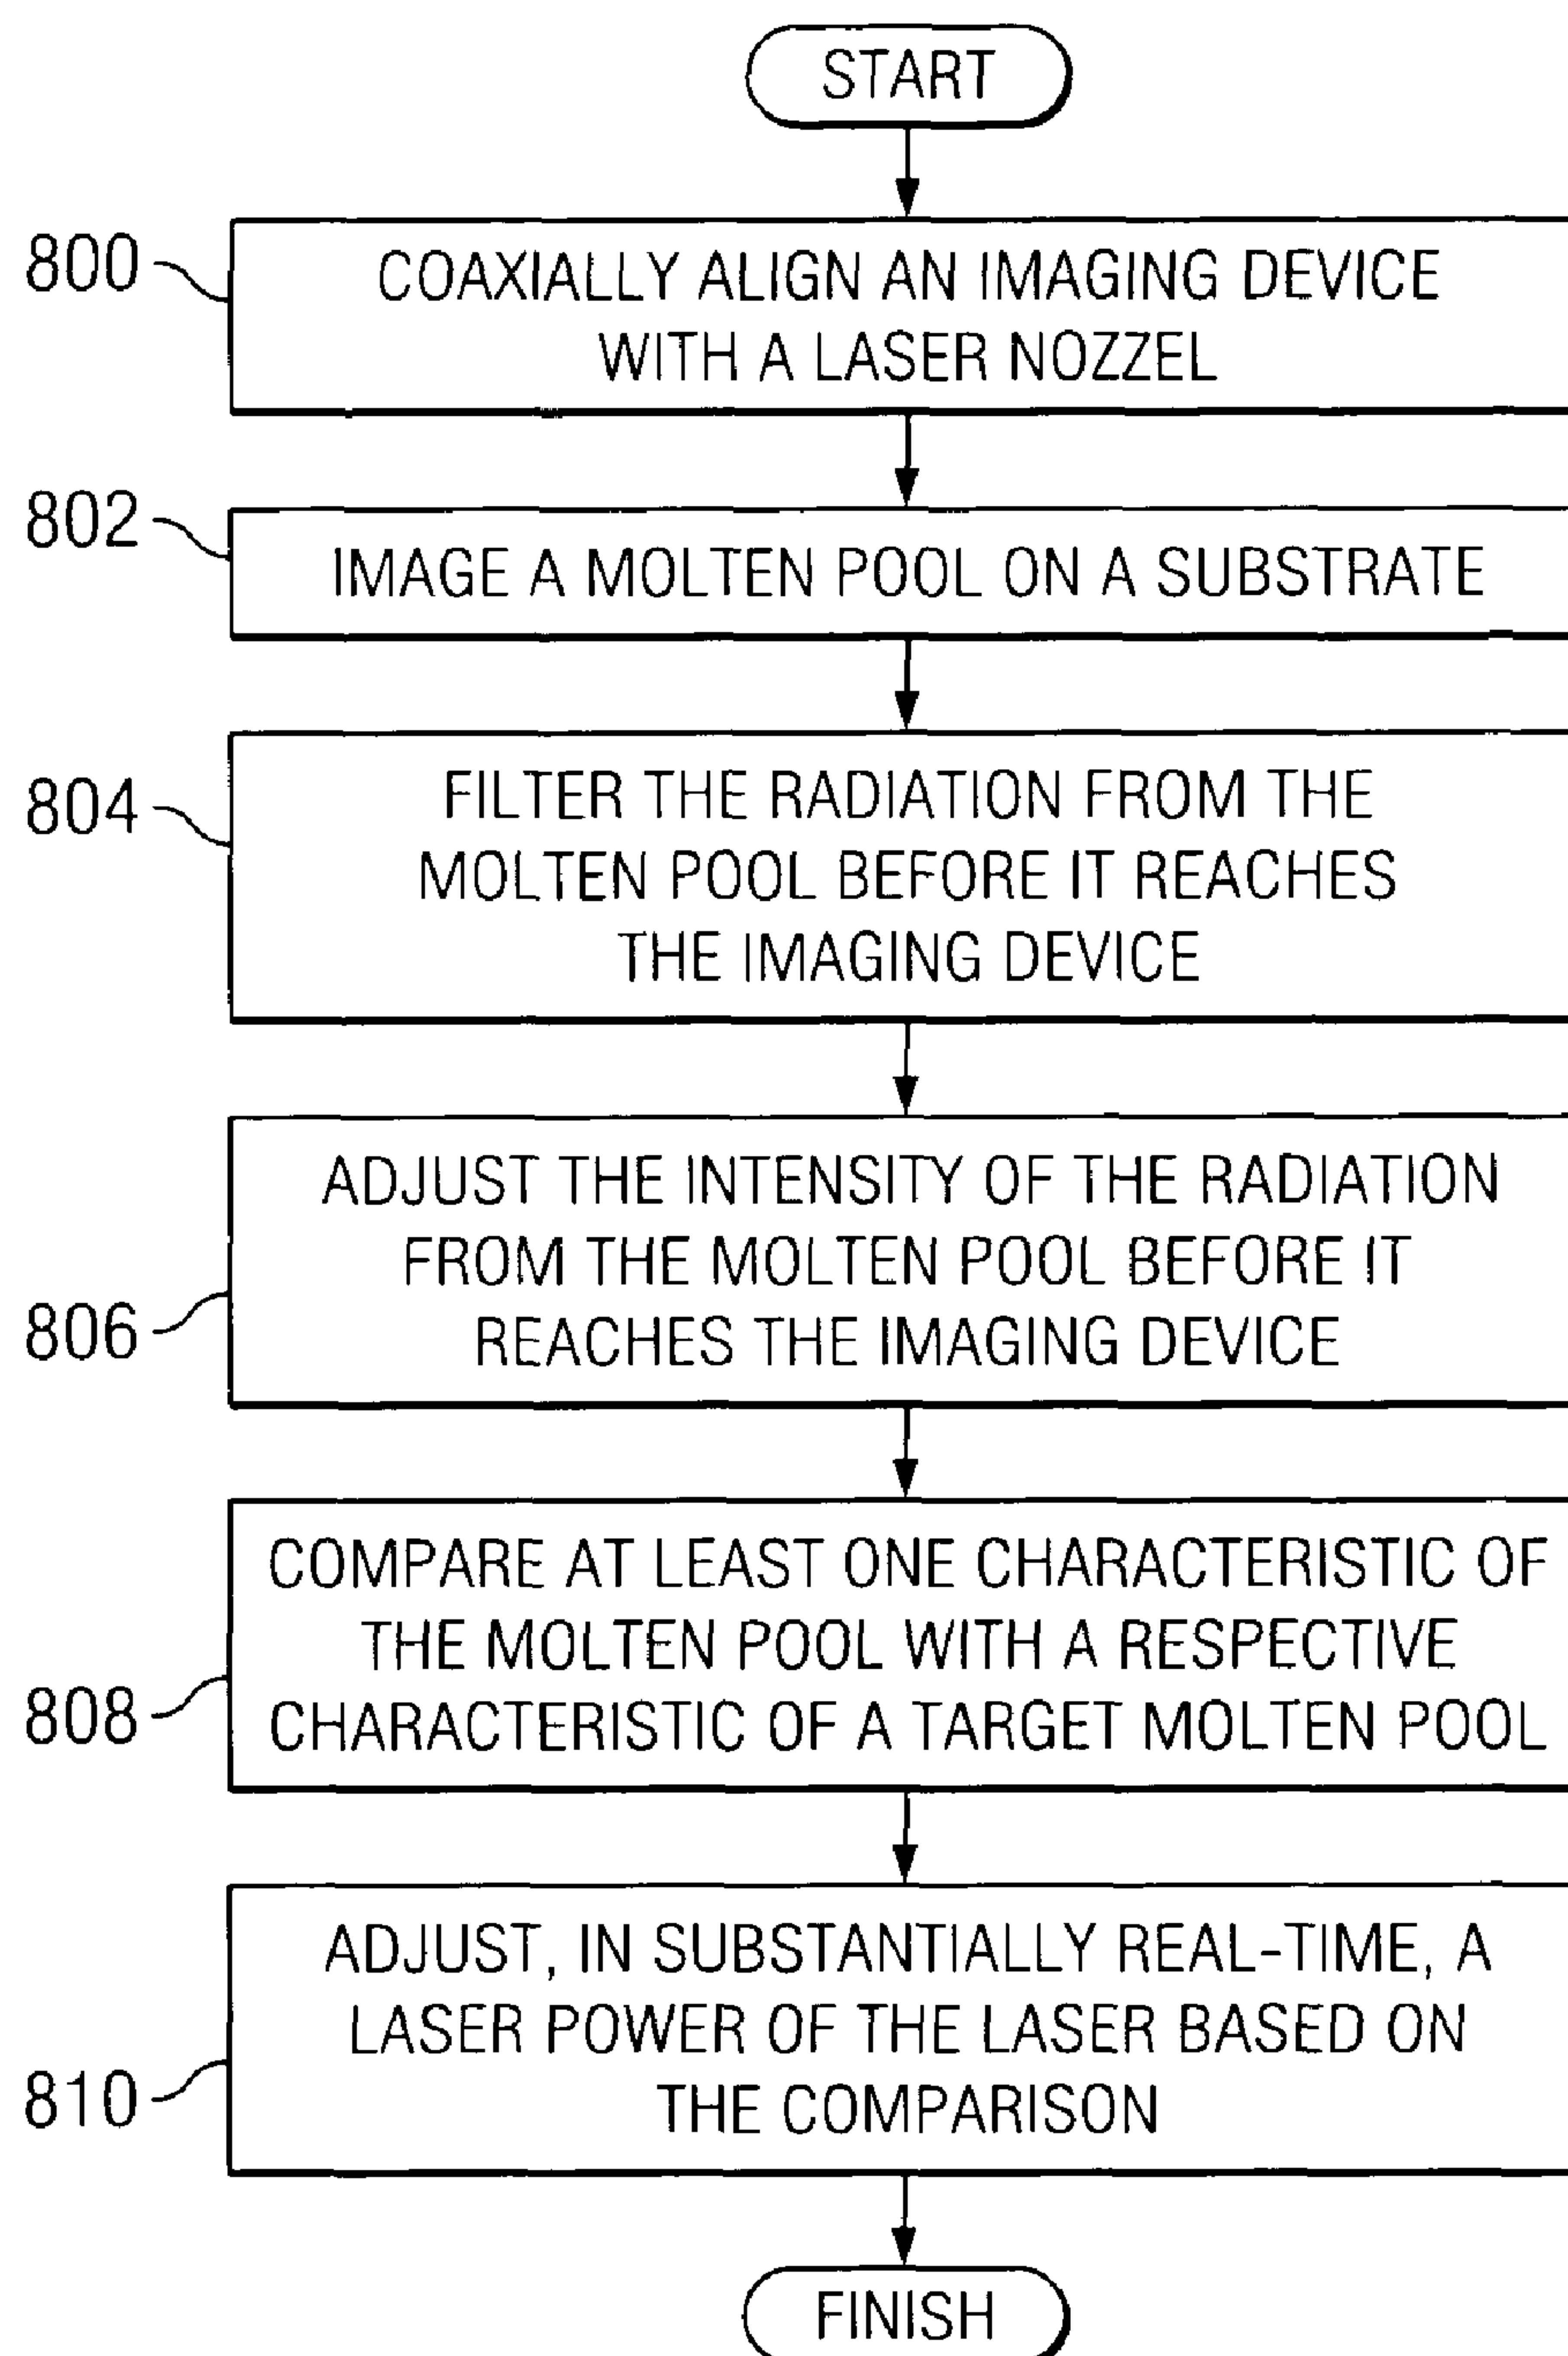 START
800
COAXIALLY ALIGN AN IMAGING DEVICE
WITH A LASER NOZZEL
802
IMAGE A MOLTEN POOL ON A SUBSTRATE
804
FILTER THE RADIATION FROM THE
MOLTEN POOL BEFORE IT REACHES
THE IMAGING DEVICE
806
ADJUST THE INTENSITY OF THE RADIATION
FROM THE MOLTEN POOL BEFORE IT
REACHES THE IMAGING DEVICE
808
COMPARE AT LEAST ONE CHARACTERISTIC OF
THE MOLTEN POOL WITH A RESPECTIVE
CHARACTERISTIC OF A TARGET MOLTEN POOL
810
ADJUST, IN SUBSTANTIALLY REAL-TIME, A
LASER POWER OF THE LASER BASED ON
THE COMPARISON
FINISH